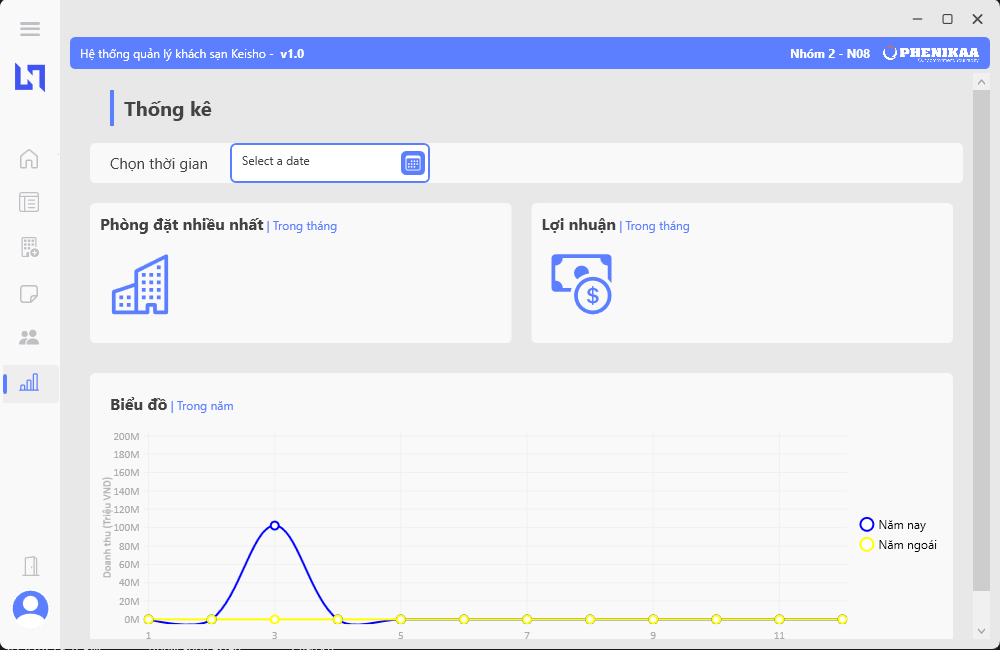 Hệ thống quản lý khách sạn Keisho - v1.0
Nhóm 2 - N08 PHENIKAA
Thống kê
Chọn thời gian Select a date
Phòng đặt nhiều nhất | Trong tháng
Lợi nhuận | Trong tháng
$
Biểu đồ | Trong năm
Doanh thu (Triệu VND)
200M
180M
160M
140M
120M
100M
80M
60M
40M
20M
0M
1 3 5 7 9 11
Năm nay
Năm ngoái